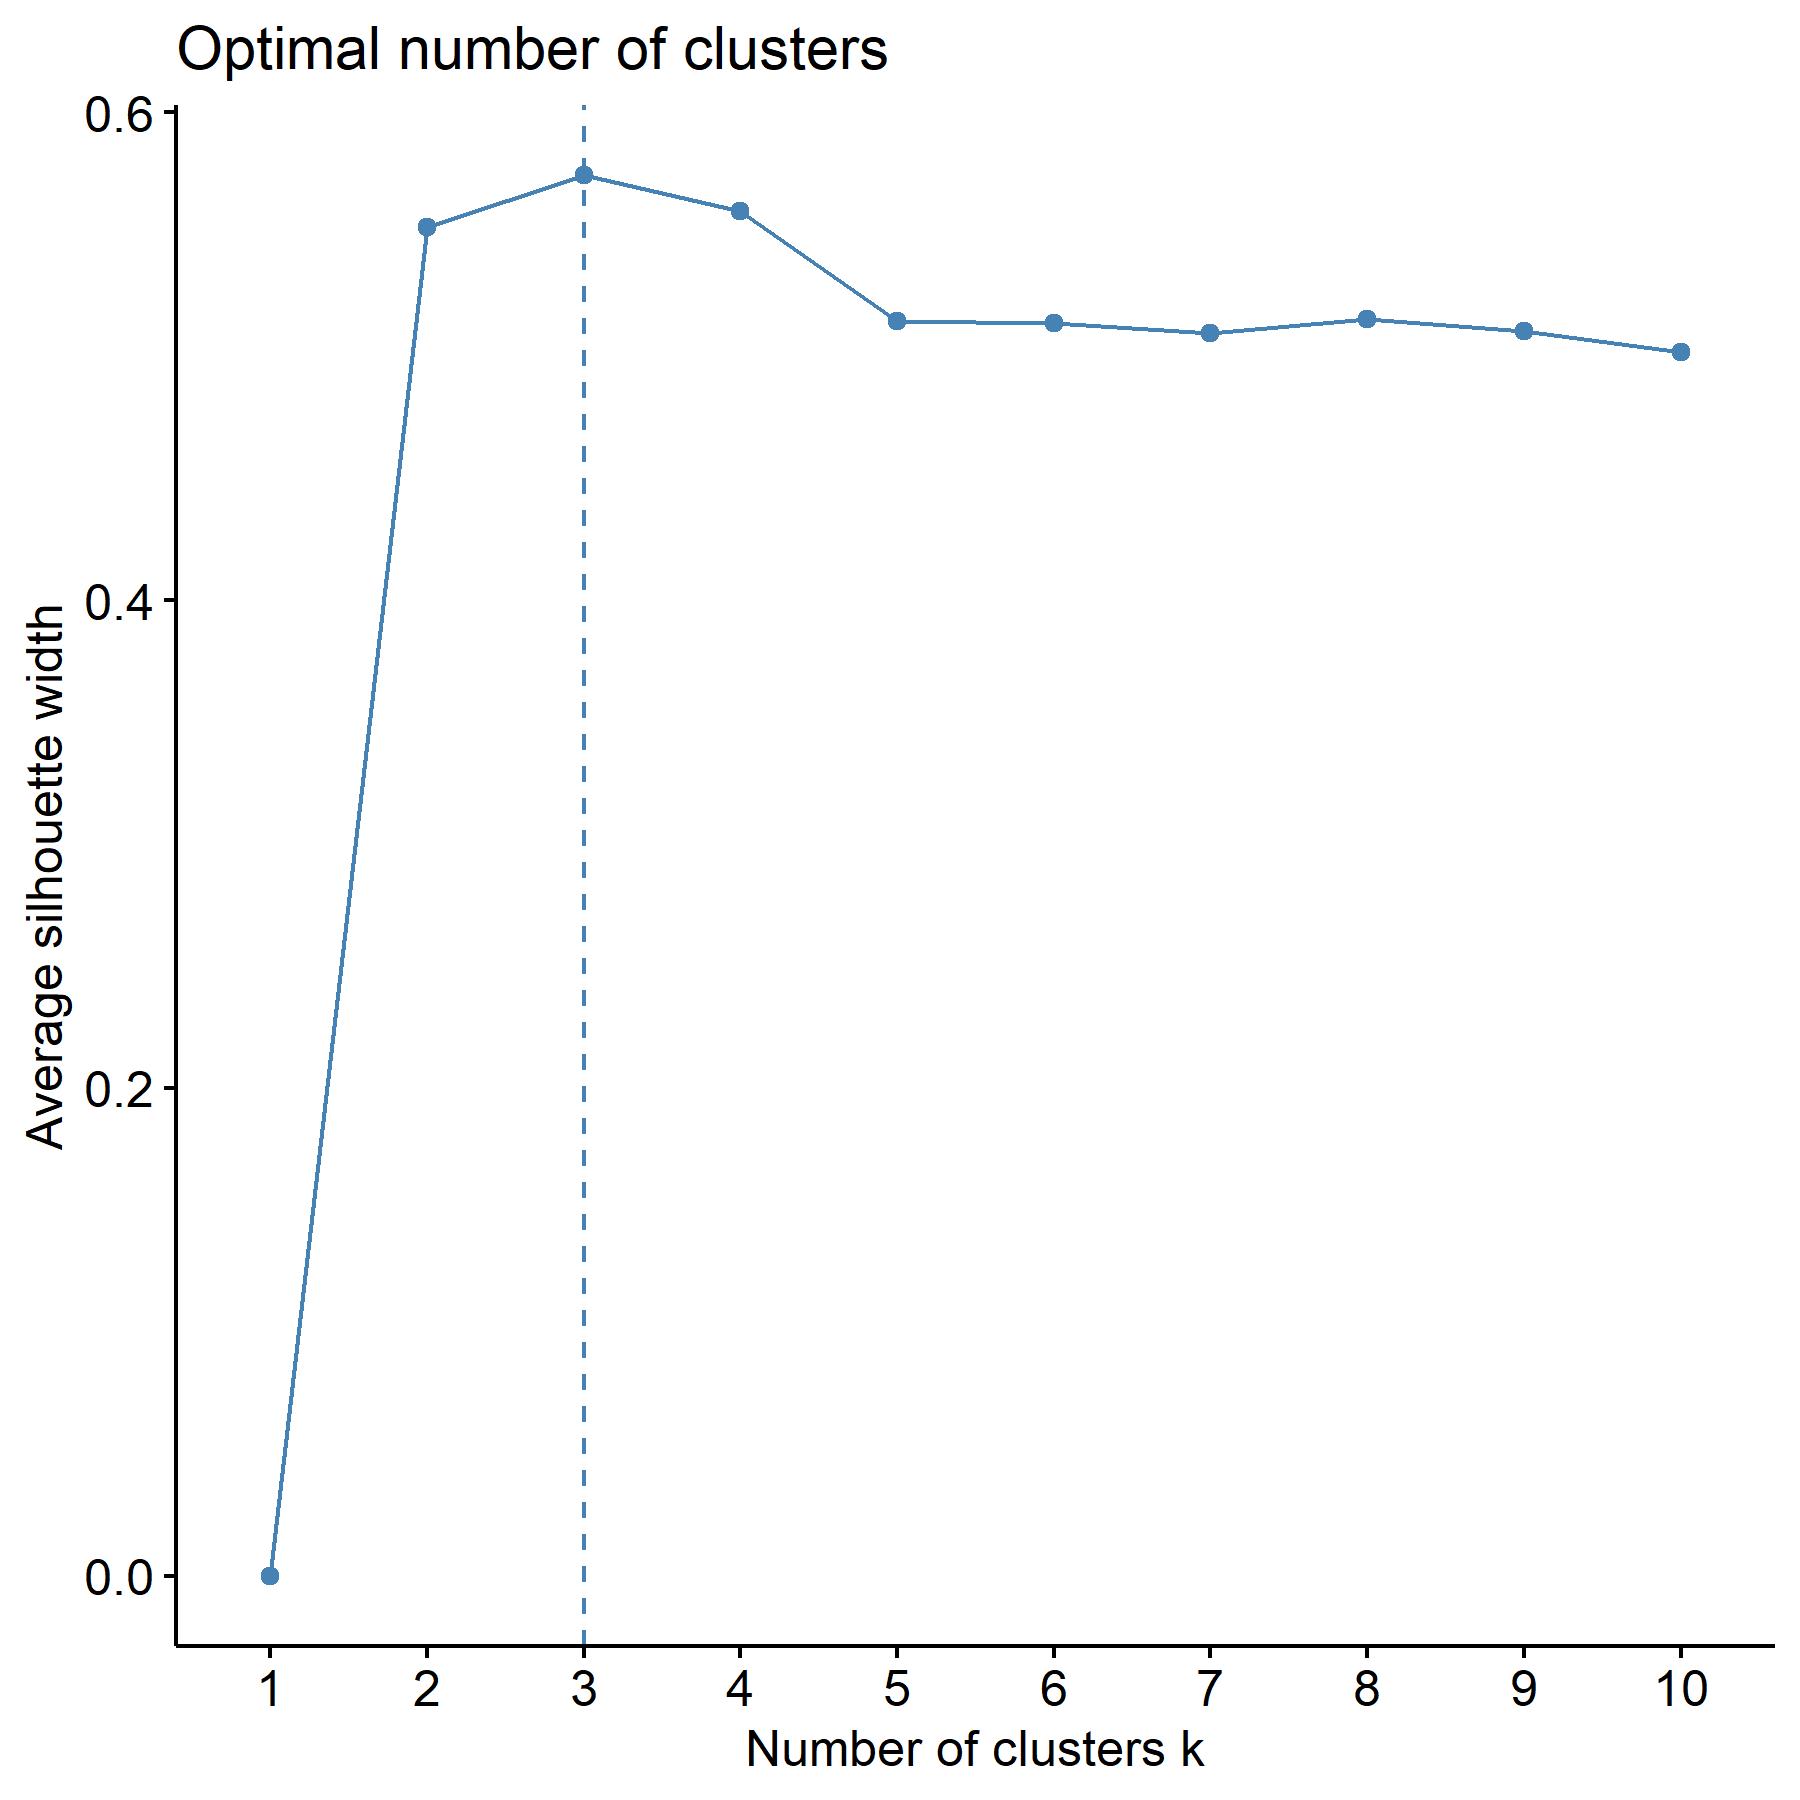 Optimal number of clusters
0.6
0.4
0.2
0.0
Average silhouette width
1 2 3 4 5 6 7 8 9 10
Number of clusters k